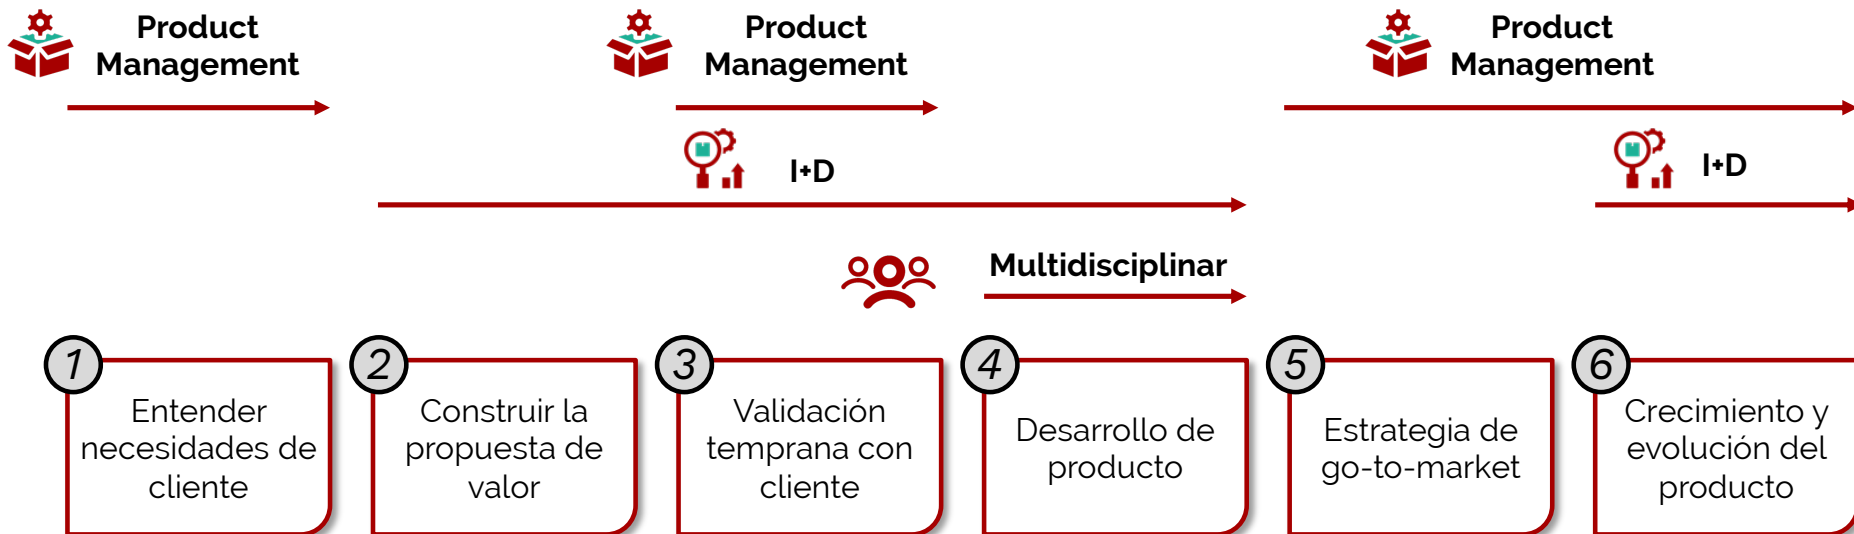 Product
Management
Product
Management
Product
Management
I+D
I+D
Multidisciplinar
1
Entender
necesidades de
cliente
2
Construir la
propuesta de
valor
3
Validación
temprana con
cliente
4
Desarrollo de
producto
5
Estrategia de
go-to-market
6
Crecimiento y
evolución del
producto